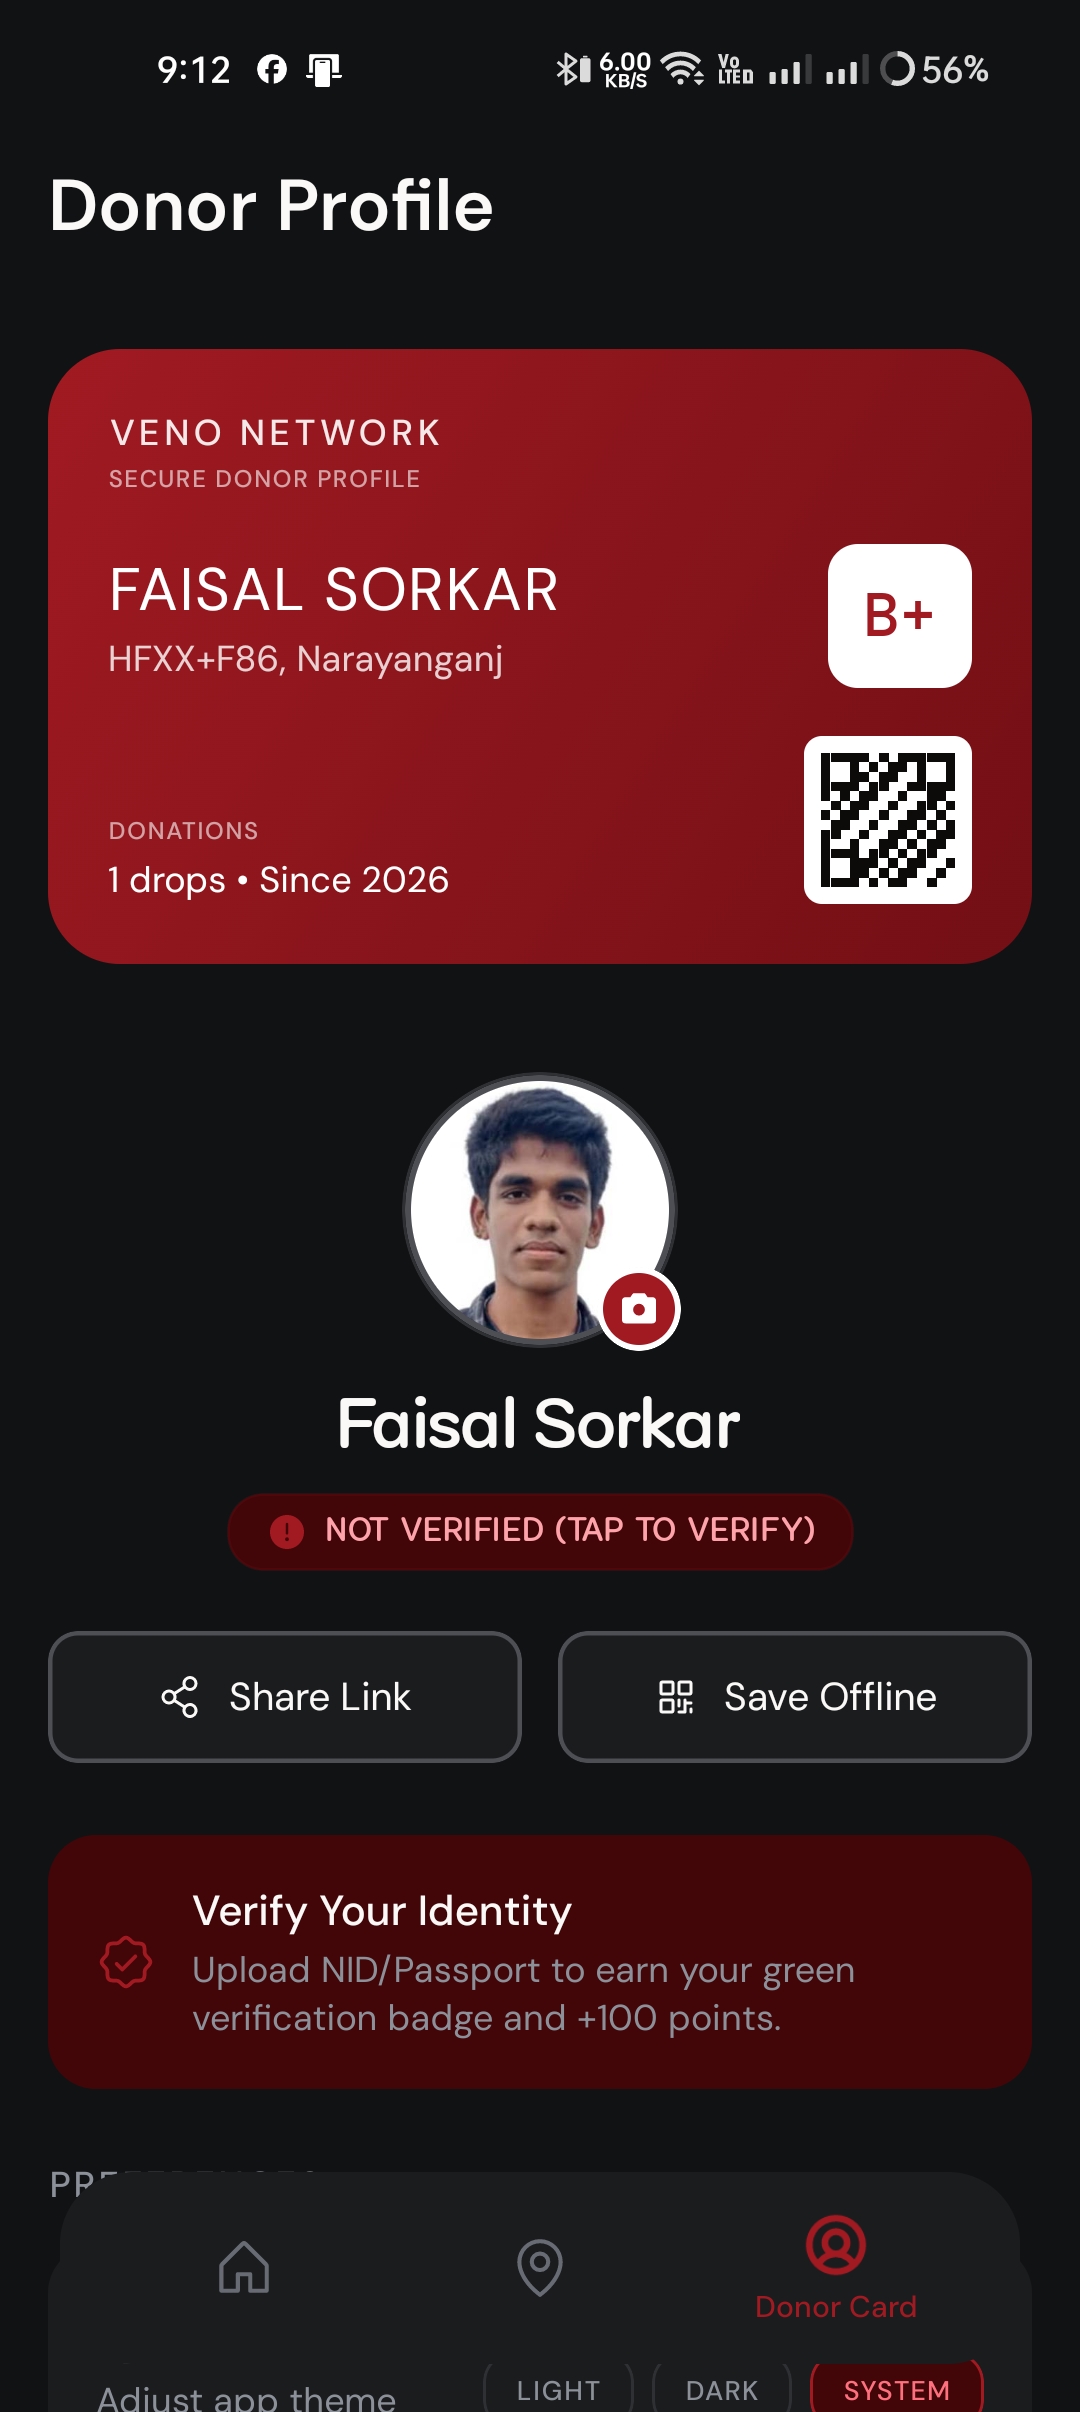 9:12
6.00
KB/S
Vo
LTE
56%
Donor Profile
VENO NETWORK
SECURE DONOR PROFILE
FAISAL SORKAR
HFXX+F86, Narayanganj
B+
DONATIONS
1 drops • Since 2026
Faisal Sorkar
NOT VERIFIED (TAP TO VERIFY)
Share Link
Save Offline
Verify Your Identity
Upload NID/Passport to earn your green
verification badge and +100 points.
Donor Card
Adjust app theme
LIGHT
DARK
SYSTEM